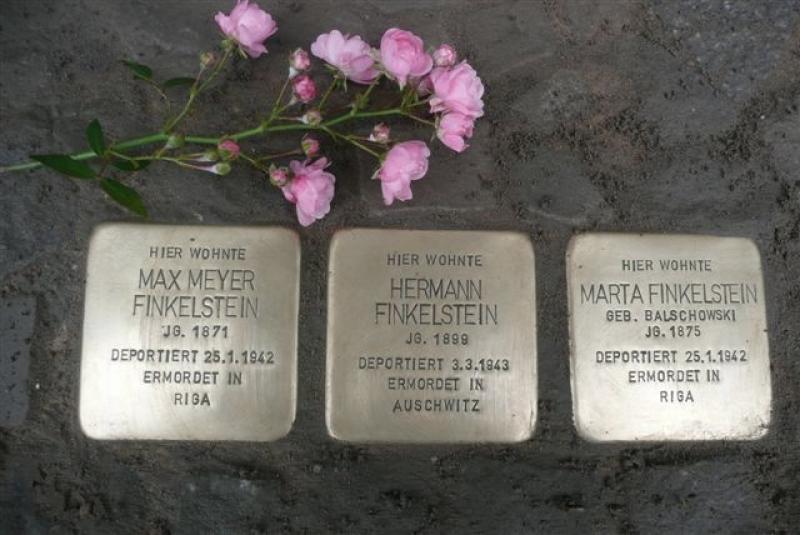 HIER WOHNTE
MAX MEYER
FINKELSTEIN
JG. 1871
DEPORTIERT 25.1.1942
ERMORDET IN
RIGA
HIER WOHNTE
HERMANN
FINKELSTEIN
JG. 1899
DEPORTIERT 3.3.1943
ERMORDET IN
AUSCHWITZ
HIER WOHNTE
MARTA FINKELSTEIN
GEB. BALSCHOWSKI
JG. 1875
DEPORTIERT 25.1.1942
ERMORDET IN
RIGA